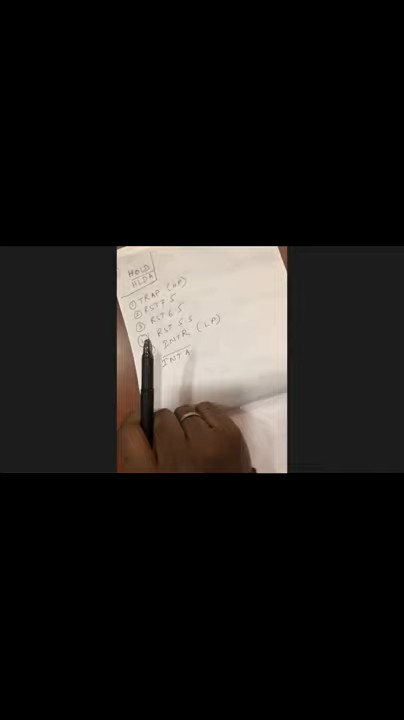 HOLD
HLDA
① TRAP (HP)
② RST 7.5
③ RST 6.5
RST 5.5
INTR (LP)
INTA